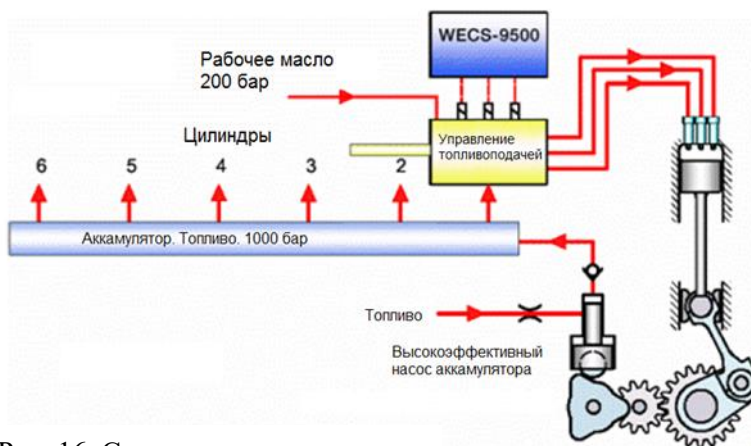 WECS-9500
Рабочее масло
200 бар
Цилиндры
Управление
топливоподачей
6 5 4 3 2
Аккамулятор. Топливо. 1000 бар
Топливо
Высокоэффективный
насос аккамулятора